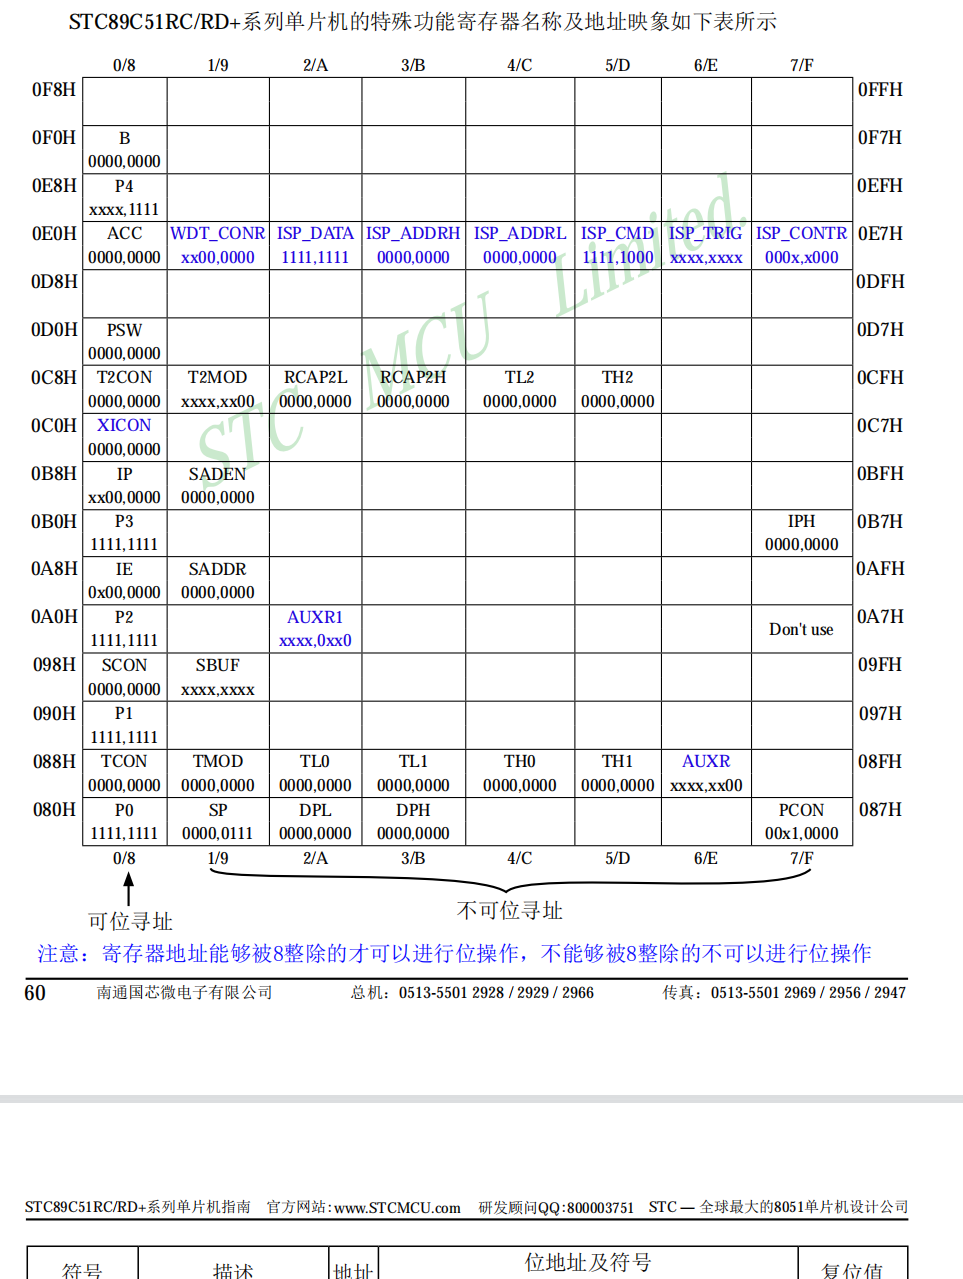 STC89C51RC/RD+系列单片机的特殊功能寄存器名称及地址映象如下表所示
0/8 1/9 2/A 3/B 4/C 5/D 6/E 7/F
0F8H 0FFH
0F0H B 0F7H
0000,0000
0E8H P4 0EFH
xxxx,1111
0E0H ACC WDT_CONR ISP_DATA ISP_ADDRH ISP_ADDRL ISP_CMD ISP_TRIG ISP_CONTR 0E7H
0000,0000 xx00,0000 1111,1111 0000,0000 0000,0000 1111,1000 xxxx,xxxx 000x,x000
0D8H 0DFH
0D0H PSW 0D7H
0000,0000
0C8H T2CON T2MOD RCAP2L RCAP2H TL2 TH2 0CFH
0000,0000 xxxx,xx00 0000,0000 0000,0000 0000,0000 0000,0000
0C0H XICON 0C7H
0000,0000
0B8H IP SADEN 0BFH
xx00,0000 0000,0000
0B0H P3 IPH 0B7H
1111,1111 0000,0000
0A8H IE SADDR 0AFH
0x00,0000 0000,0000
0A0H P2 AUXR1 Don't use 0A7H
1111,1111 xxxx,0xx0
098H SCON SBUF 09FH
0000,0000 xxxx,xxxx
090H P1 097H
1111,1111
088H TCON TMOD TL0 TL1 TH0 TH1 AUXR 08FH
0000,0000 0000,0000 0000,0000 0000,0000 0000,0000 0000,0000 xxxx,xx00
080H P0 SP DPL DPH PCON 087H
1111,1111 0000,0111 0000,0000 0000,0000 00x1,0000
0/8 1/9 2/A 3/B 4/C 5/D 6/E 7/F
STC MCU Limited.
可位寻址 不可位寻址
注意：寄存器地址能够被8整除的才可以进行位操作，不能够被8整除的不可以进行位操作
60 南通国芯微电子有限公司 总机：0513-5501 2928 / 2929 / 2966 传真：0513-5501 2969 / 2956 / 2947
STC89C51RC/RD+系列单片机指南 官方网站:www.STCMCU.com 研发顾问QQ:800003751 STC — 全球最大的8051单片机设计公司
符号 描述 地址 位地址及符号 复位值